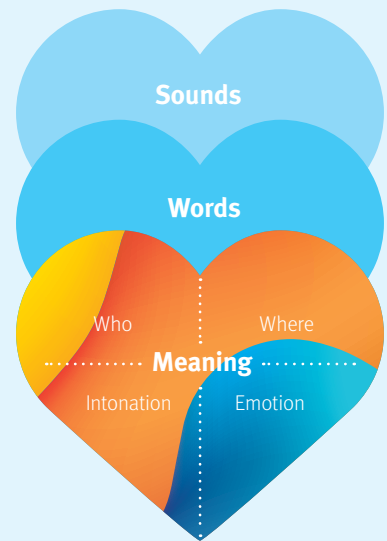 Sounds
Words
Who Where
Meaning
Intonation Emotion